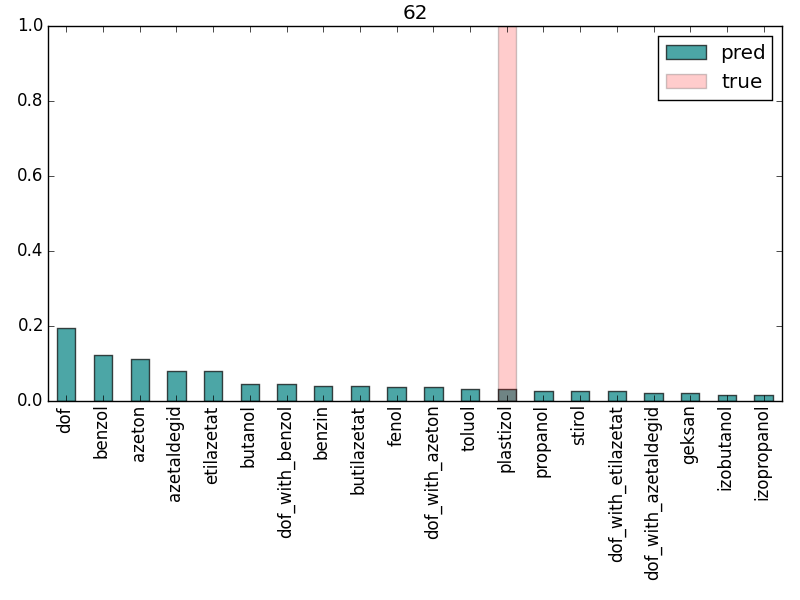 62
1.0
0.8
0.6
0.4
0.2
0.0
pred
true
dof
benzol
azeton
azetaldegid
etilazetat
butanol
dof_with_benzol
benzin
butilazetat
fenol
dof_with_azeton
toluol
plastizol
propanol
stirol
dof_with_etilazetat
dof_with_azetaldegid
geksan
izobutanol
izopropanol